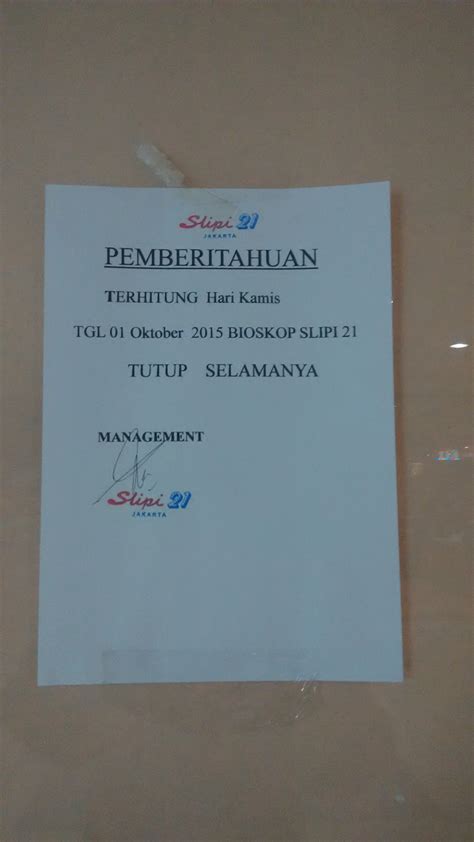 Slipi 21
JAKARTA
PEMBERITAHUAN
TERHITUNG Hari Kamis
TGL 01 Oktober 2015 BIOSKOP SLIPI 21
TUTUP SELAMANYA
MANAGEMENT
Slipi 21
JAKARTA